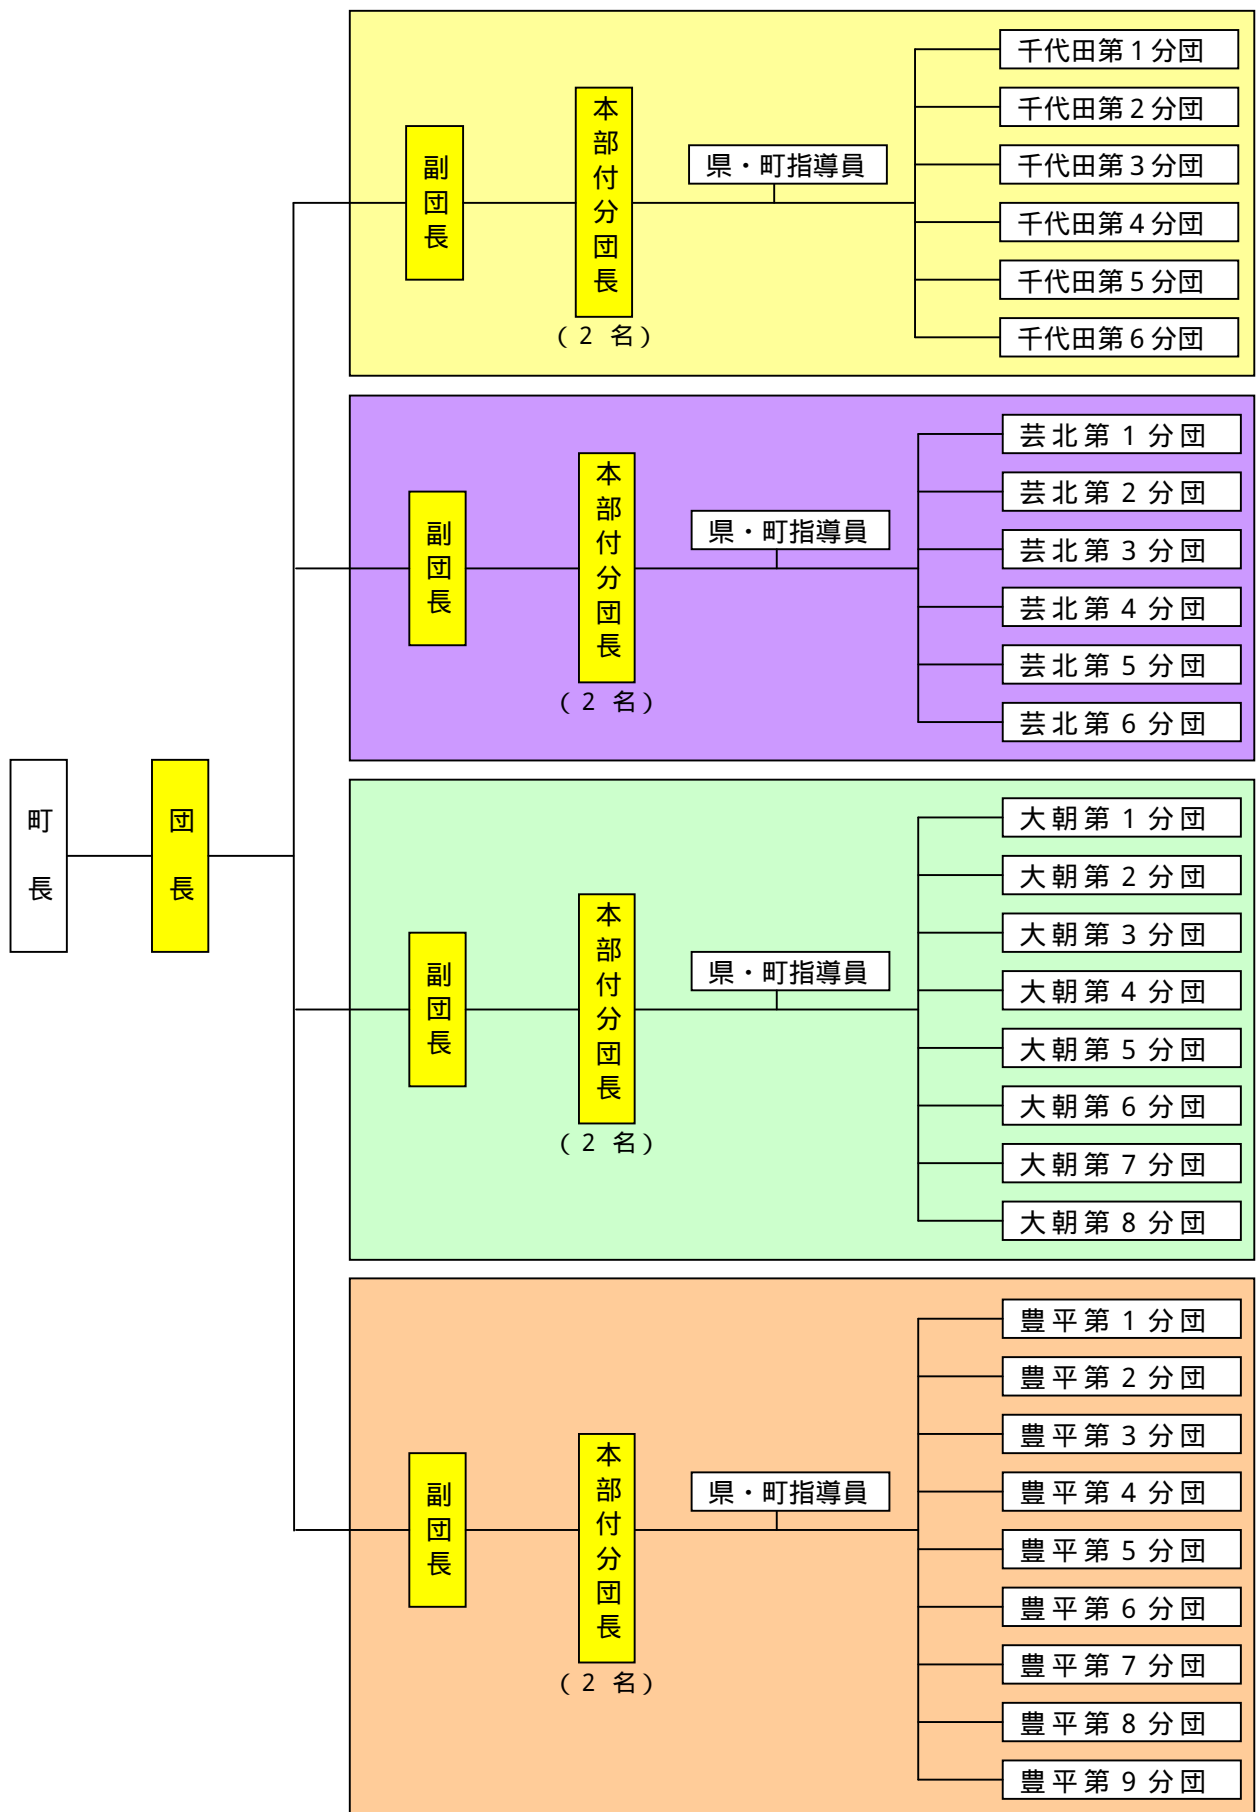 町長
団長
副団長
本部付分団長
(2 名)
県・町指導員
千代田第1分団
千代田第2分団
千代田第3分団
千代田第4分団
千代田第5分団
千代田第6分団
副団長
本部付分団長
(2 名)
県・町指導員
芸北第1分団
芸北第2分団
芸北第3分団
芸北第4分団
芸北第5分団
芸北第6分団
副団長
本部付分団長
(2 名)
県・町指導員
大朝第1分団
大朝第2分団
大朝第3分団
大朝第4分団
大朝第5分団
大朝第6分団
大朝第7分団
大朝第8分団
副団長
本部付分団長
(2 名)
県・町指導員
豊平第1分団
豊平第2分団
豊平第3分団
豊平第4分団
豊平第5分団
豊平第6分団
豊平第7分団
豊平第8分団
豊平第9分団